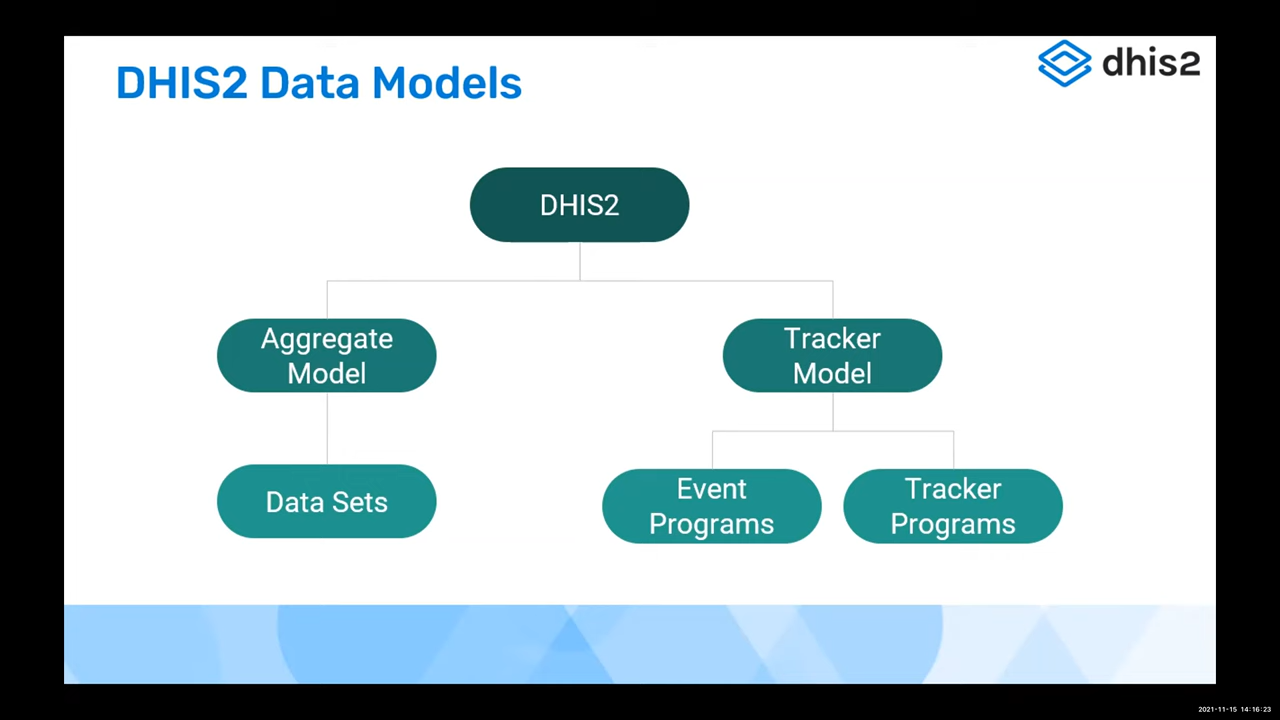 DHIS2 Data Models
dhis2
DHIS2
Aggregate
Model
Tracker
Model
Data Sets
Event
Programs
Tracker
Programs
2021-11-15 14:16:23